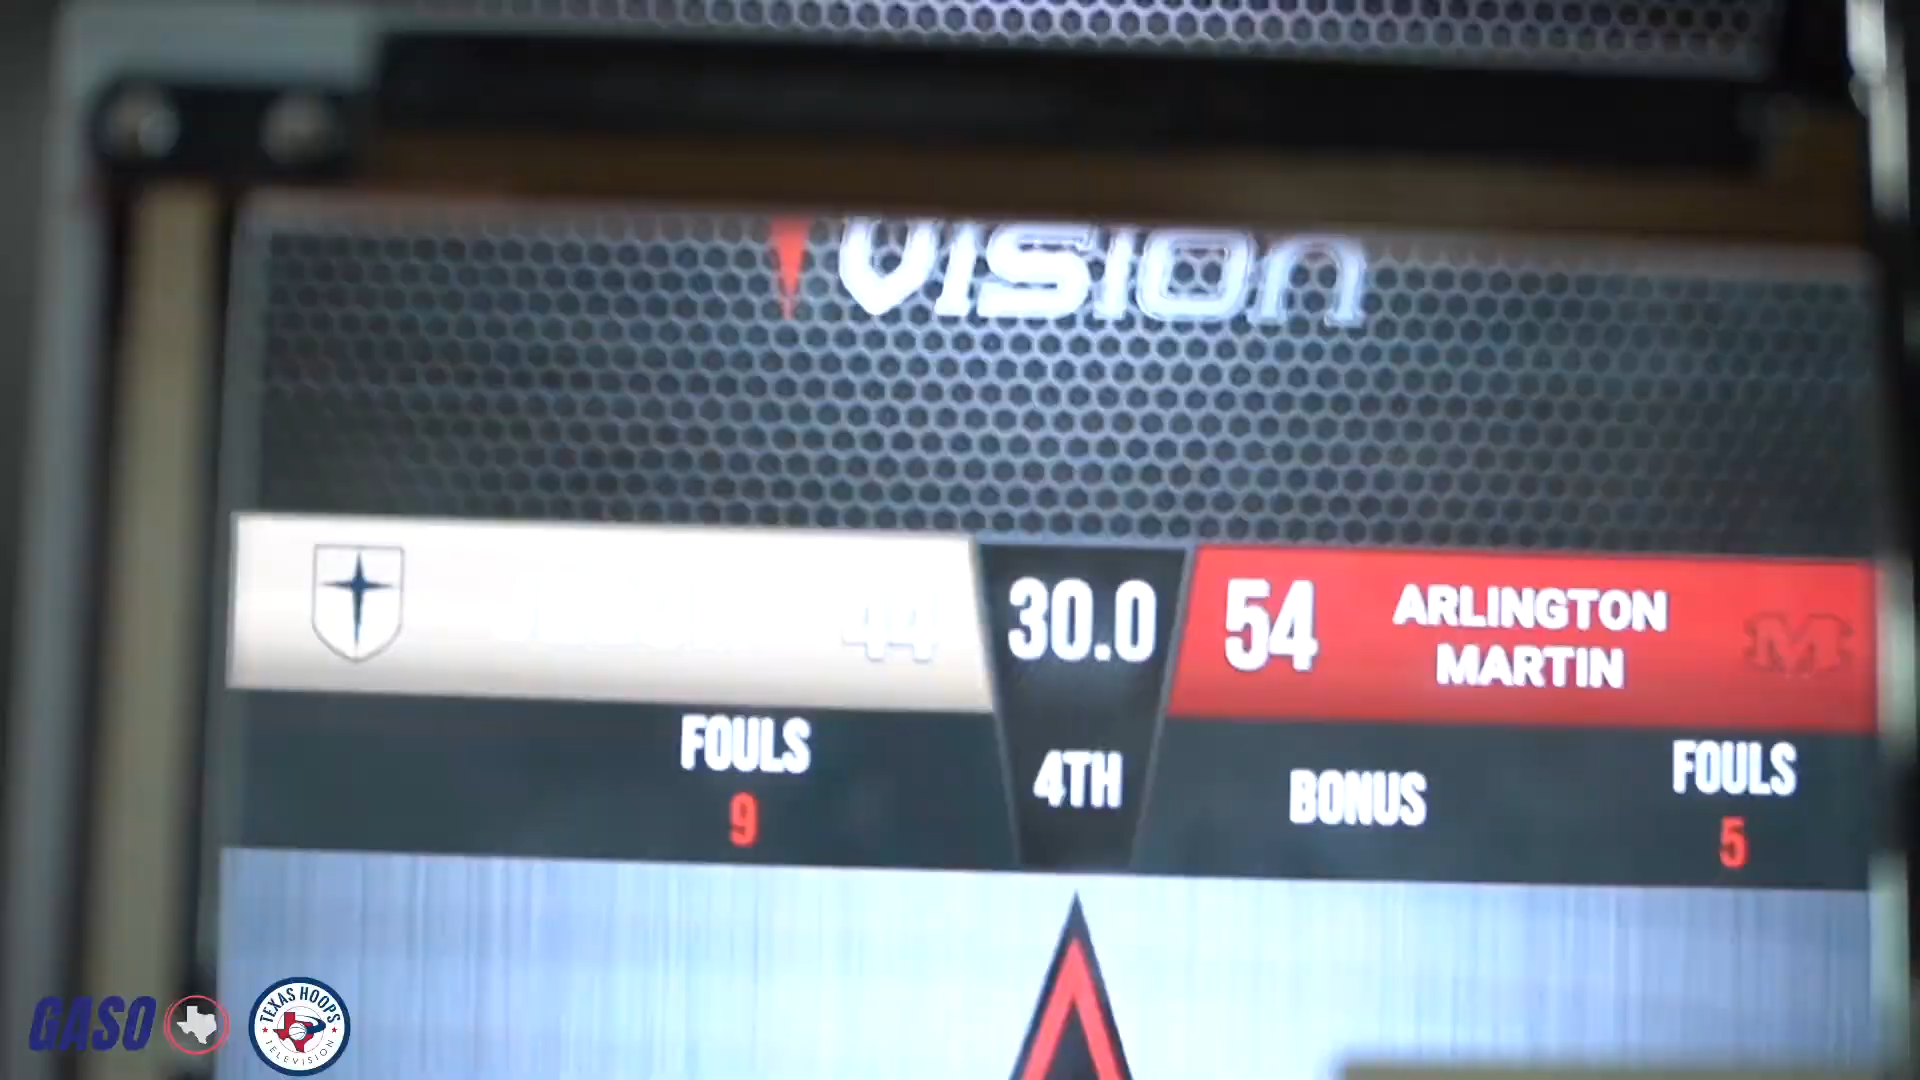 VISION
44
30.0
54
ARLINGTON
MARTIN
M
FOULS
9
4TH
BONUS
FOULS
5
GASO
TEXAS HOOPS
TELEVISION